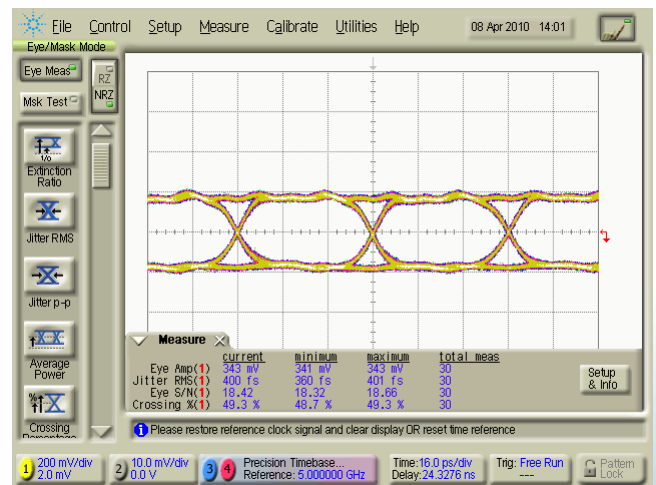 File Control Setup Measure Calibrate Utilities Help 08 Apr 2010 14:01
Eye/Mask Mode
Eye Meas
RZ
Msk Test
NRZ
1/0
Extinction
Ratio
Jitter RMS
Jitter p-p
Average
Power
Crossing
Measure
current minimum maximum total meas
Eye Amp(1) 343 mV 341 mV 343 mV 30
Jitter RMS(1) 400 fs 360 fs 401 fs 30
Eye S/N(1) 18.42 18.32 18.66 30
Crossing %(1) 49.3 % 48.7 % 49.3 % 30
Setup
& Info
Please restore reference clock signal and clear display OR reset time reference
1 200 mV/div
2.0 mV
2 10.0 mV/div
0.0 V
3 4 Precision Timebase...
Reference: 5.000000 GHz
Time:16.0 ps/div
Delay:24.3276 ns
Trig: Free Run
---
Pattern
Lock